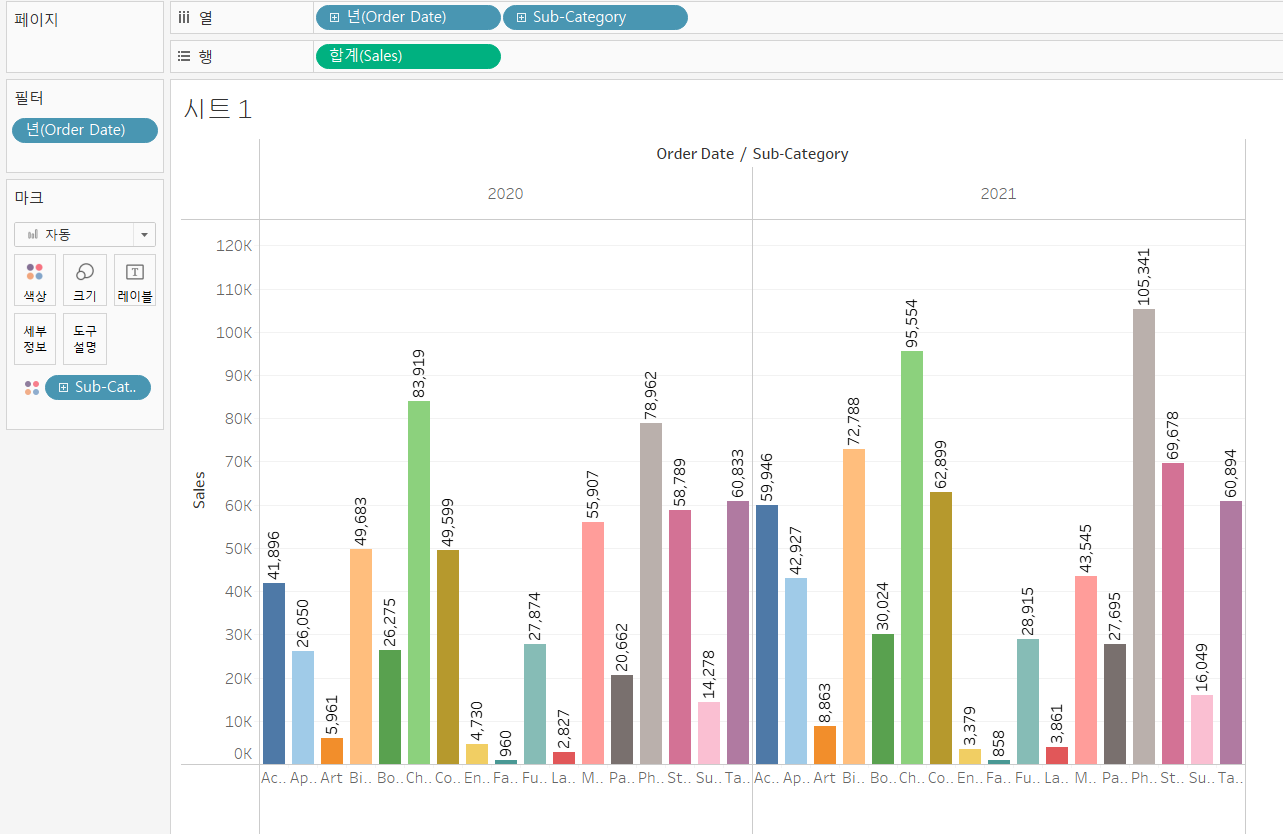 페이지
열
년(Order Date)
Sub-Category
행
합계(Sales)
필터
년(Order Date)
마크
자동
색상
크기
레이블
세부
정보
도구
설명
Sub-Cat..
시트 1
Order Date / Sub-Category
2020
2021
Sales
120K
110K
100K
90K
80K
70K
60K
50K
40K
30K
20K
10K
0K
41,896
26,050
5,961
49,683
26,275
83,919
49,599
4,730
960
27,874
2,827
55,907
20,662
78,962
58,789
14,278
60,833
59,946
42,927
8,863
72,788
30,024
95,554
62,899
3,379
858
28,915
3,861
43,545
27,695
105,341
69,678
16,049
60,894
Ac.. Ap.. Art Bi.. Bo.. Ch.. Co.. En.. Fa.. Fu.. La.. M.. Pa.. Ph.. St.. Su.. Ta..
Ac.. Ap.. Art Bi.. Bo.. Ch.. Co.. En.. Fa.. Fu.. La.. M.. Pa.. Ph.. St.. Su.. Ta..